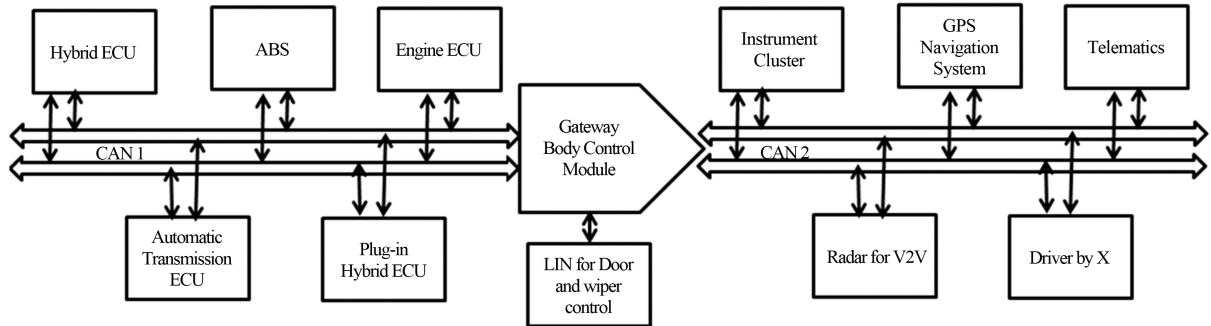 Hybrid ECU
ABS
Engine ECU
Instrument
Cluster
GPS
Navigation
System
Telematics
CAN 1
Gateway
Body Control
Module
CAN 2
Automatic
Transmission
ECU
Plug-in
Hybrid ECU
LIN for Door
and wiper
control
Radar for V2V
Driver by X